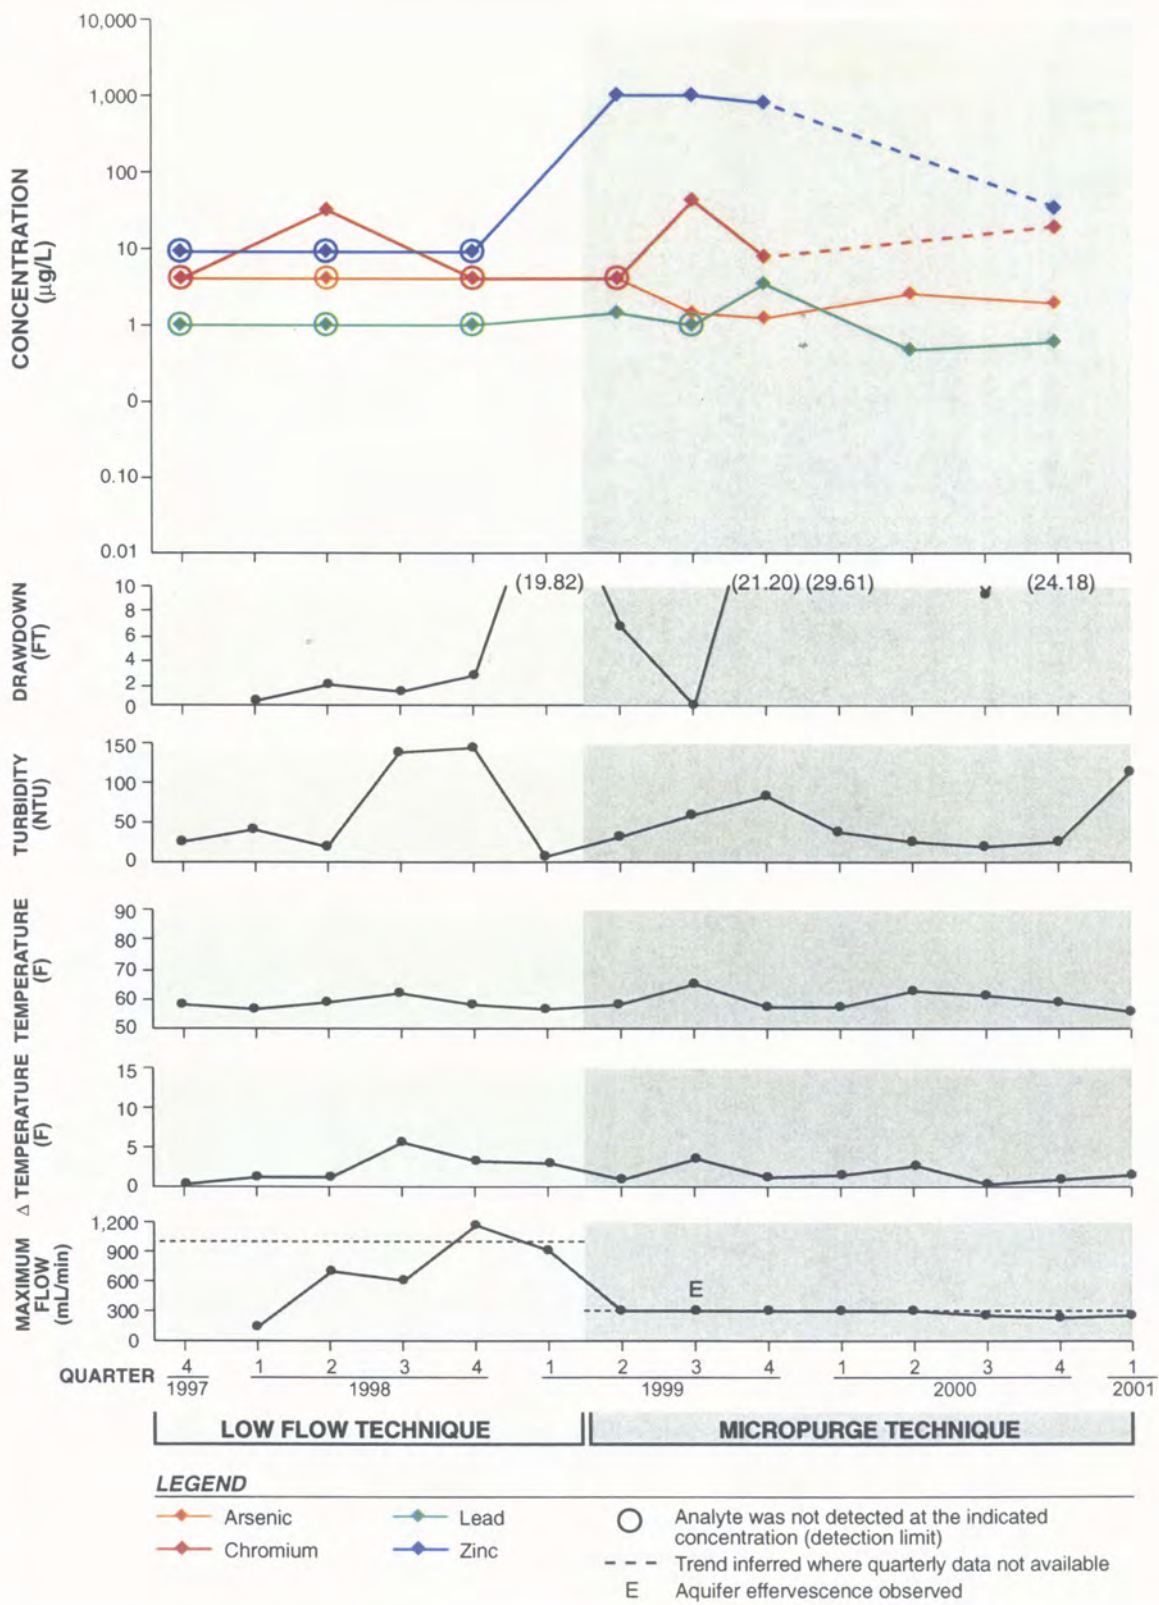 10,000
1,000
100
10
1
0
0.10
0.01
CONCENTRATION
(µg/L)
10
8
6
4
2
0
DRAWDOWN
(FT)
(19.82)
(21.20)
(29.61)
(24.18)
150
100
50
0
TURBIDITY
(NTU)
90
80
70
60
50
TEMPERATURE
(F)
15
10
5
0
Δ TEMPERATURE
(F)
1,200
900
600
300
0
MAXIMUM
FLOW
(mL/min)
E
QUARTER
4 1 2 3 4 1 2 3 4 1 2 3 4 1
1997 1998 1999 2000 2001
LOW FLOW TECHNIQUE
MICROPURGE TECHNIQUE
LEGEND
Arsenic
Chromium
Lead
Zinc
Analyte was not detected at the indicated
concentration (detection limit)
Trend inferred where quarterly data not available
E Aquifer effervescence observed